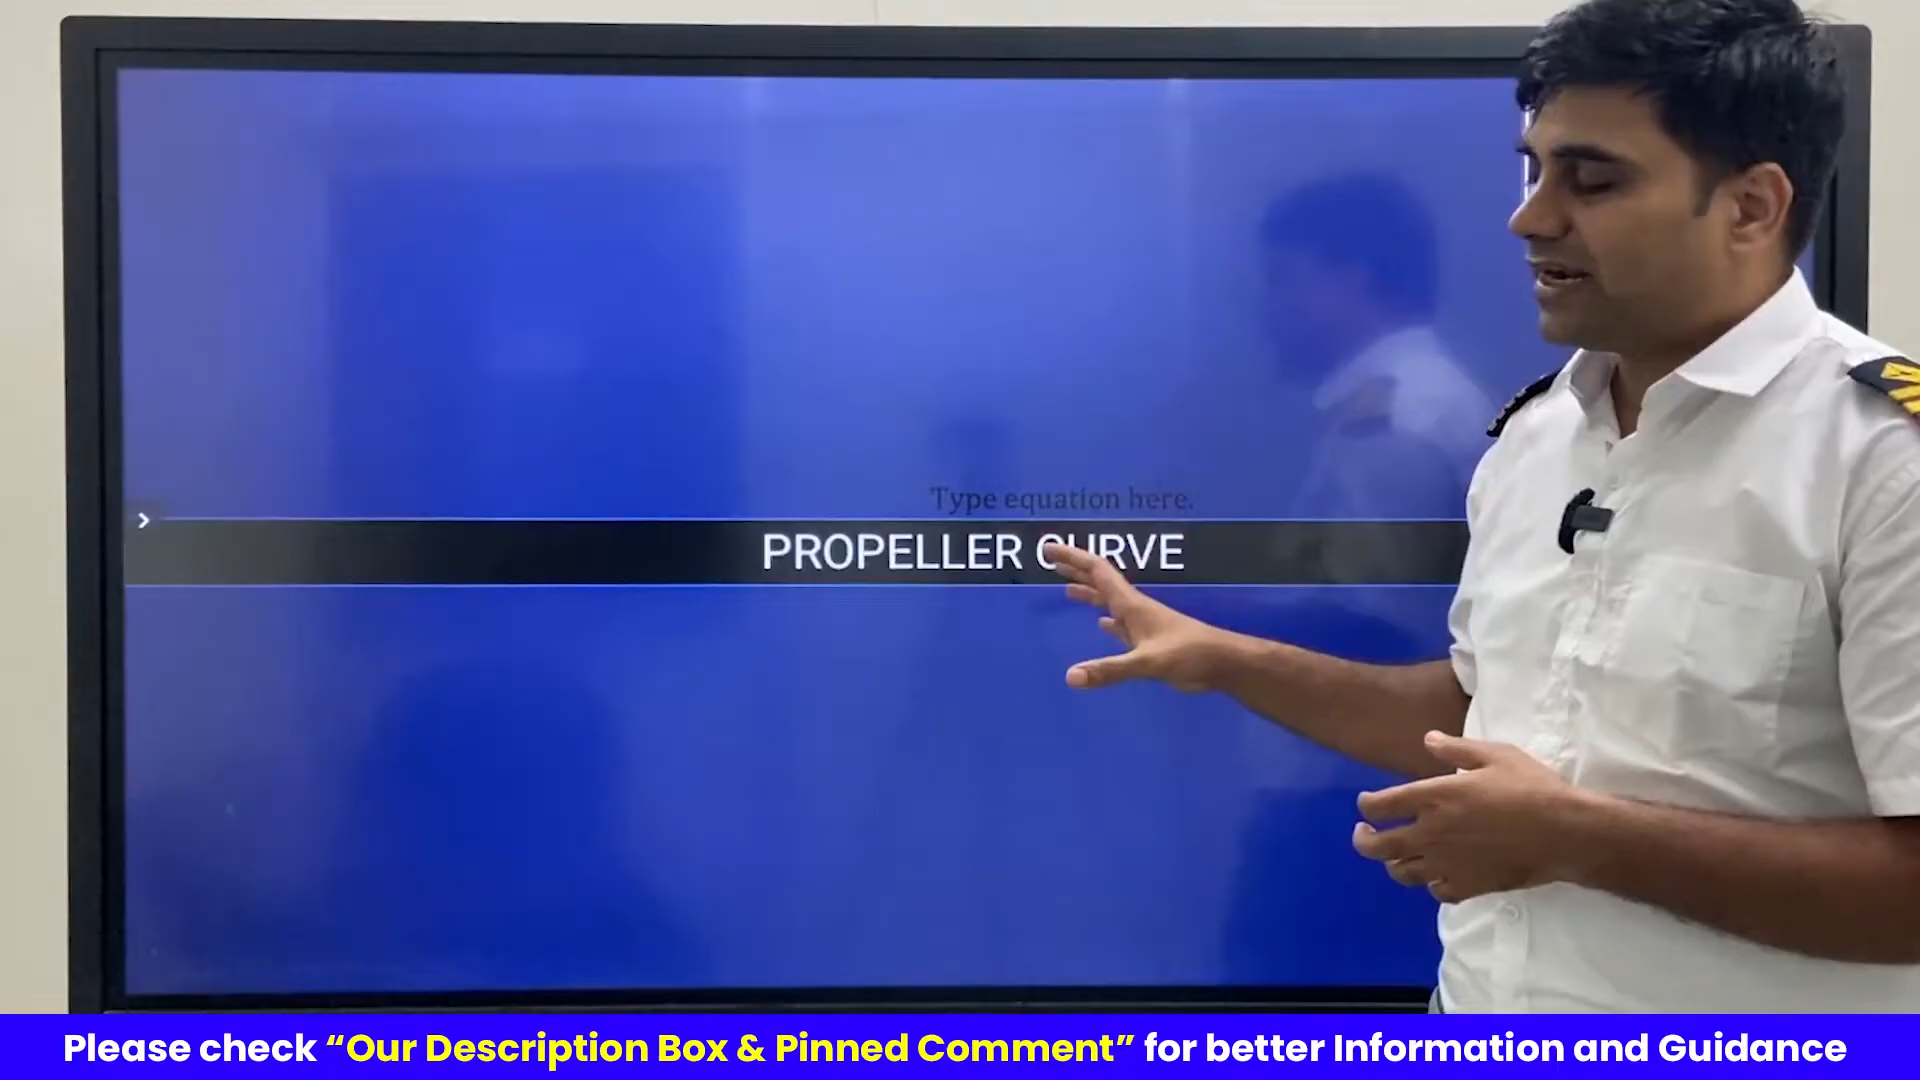 Type equation here.
PROPELLER CURVE
Please check “Our Description Box & Pinned Comment” for better Information and Guidance